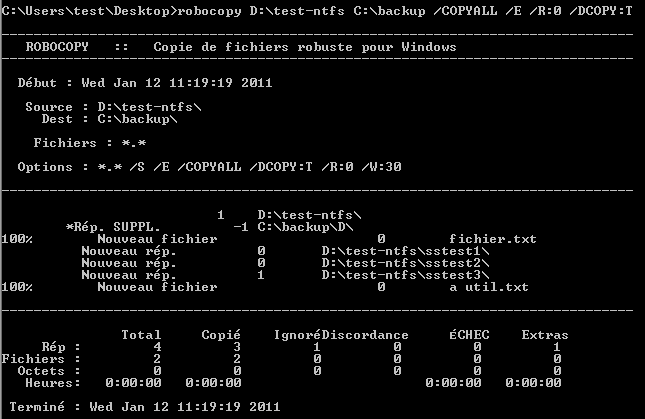 C:\Users\test\Desktop>robocopy D:\test-ntfs C:\backup /COPYALL /E /R:0 /DCOPY:T
-------------------------------------------------------------------------------
ROBOCOPY :: Copie de fichiers robuste pour Windows
-------------------------------------------------------------------------------
Début : Wed Jan 12 11:19:19 2011
Source : D:\test-ntfs\
Dest : C:\backup\
Fichiers : *.*
Options : *.* /S /E /COPYALL /DCOPY:T /R:0 /W:30
-------------------------------------------------------------------------------
1 D:\test-ntfs\
*Rép. SUPPL. -1 C:\backup\D\
100% Nouveau fichier 0 fichier.txt
Nouveau rép. 0 D:\test-ntfs\sstest1\
Nouveau rép. 0 D:\test-ntfs\sstest2\
Nouveau rép. 1 D:\test-ntfs\sstest3\
100% Nouveau fichier 0 a util.txt
-------------------------------------------------------------------------------
Total Copié IgnoréDiscordance ÉCHEC Extras
Rép : 4 3 1 0 0 1
Fichiers : 2 2 0 0 0 0
Octets : 0 0 0 0 0 0
Heures: 0:00:00 0:00:00 0:00:00 0:00:00
Terminé : Wed Jan 12 11:19:19 2011